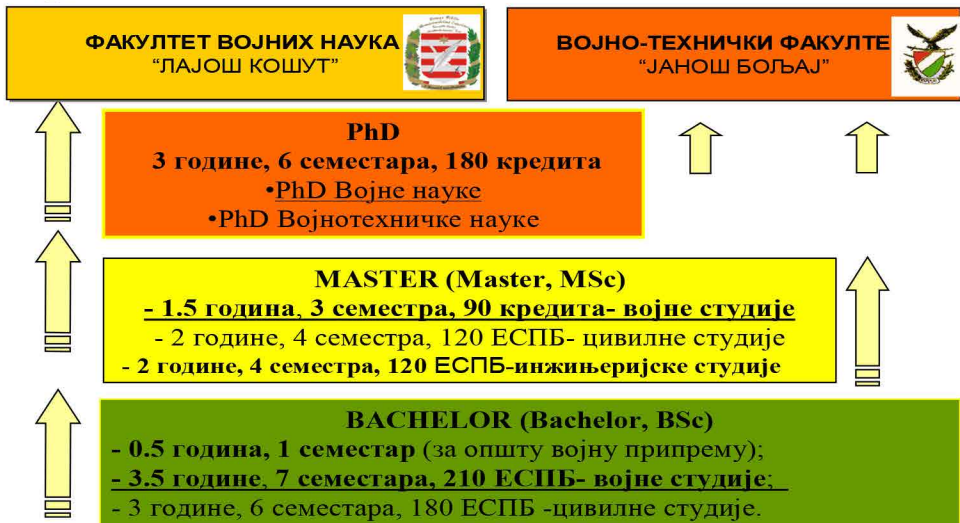 ФАКУЛТЕТ ВОЈНИХ НАУКА
“ЛАЈОШ КОШУТ”
ВОЈНО-ТЕХНИЧКИ ФАКУЛТЕ
“ЈАНОШ БОЉАЈ”
PhD
3 године, 6 семестара, 180 кредита
•PhD Војне науке
•PhD Војнотехничке науке
MASTER (Master, MSc)
- 1.5 година, 3 семестра, 90 кредита- војне студије
- 2 године, 4 семестра, 120 ЕСПБ- цивилне студије
- 2 године, 4 семестра, 120 ЕСПБ-инжињеријске студије
BACHELOR (Bachelor, BSc)
- 0.5 година, 1 семестар (за општу војну припрему);
- 3.5 године, 7 семестара, 210 ЕСПБ- војне студије;
- 3 године, 6 семестара, 180 ЕСПБ -цивилне студије.